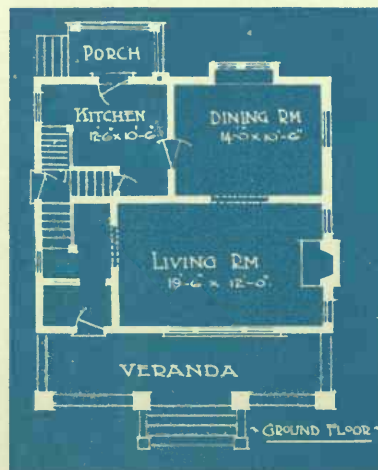 PORCH
KITCHEN
12'-6" x 10'-6"
DINING RM
14'-0" x 10'-6"
LIVING RM
19'-6" x 12'-0"
VERANDA
~ GROUND FLOOR ~